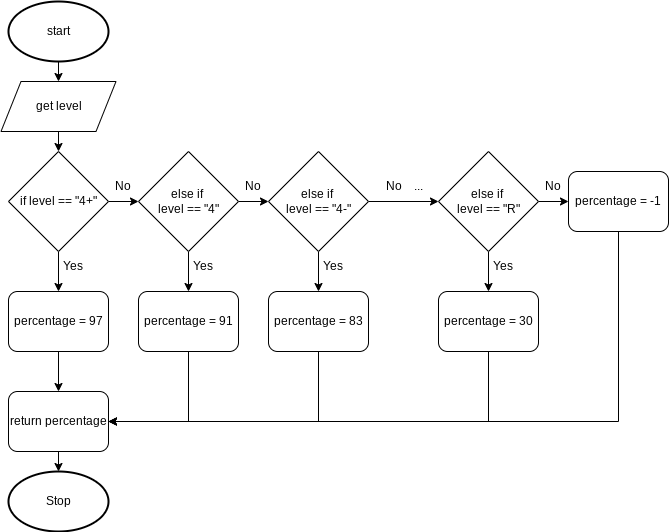 start
get level
if level == "4+"
No
else if
level == "4"
No
else if
level == "4-"
No ...
else if
level == "R"
No
percentage = -1
Yes
Yes
Yes
Yes
percentage = 97
percentage = 91
percentage = 83
percentage = 30
return percentage
Stop